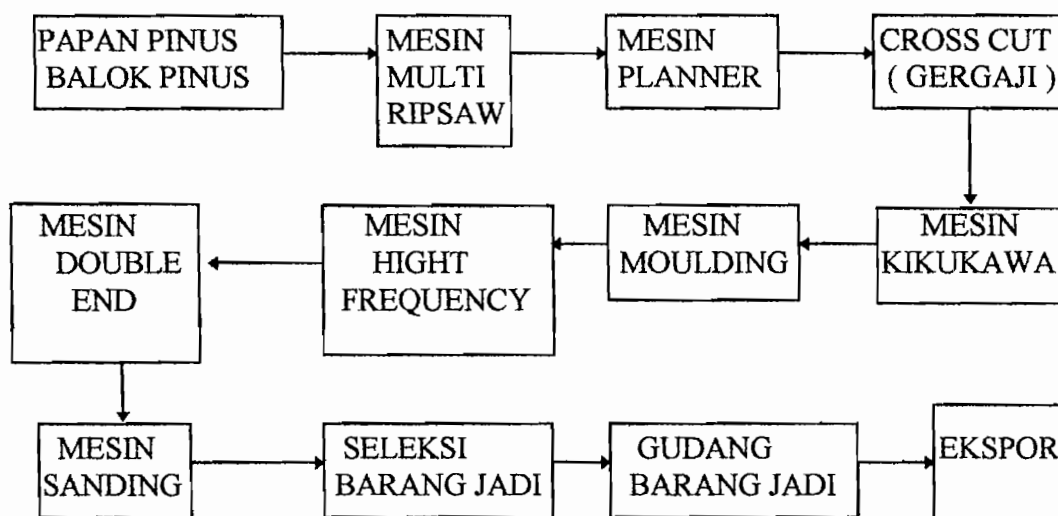 PAPAN PINUS
BALOK PINUS
MESIN
MULTI
RIPSAW
MESIN
PLANNER
CROSS CUT
( GERGAJI )
MESIN
KIKUKAWA
MESIN
MOULDING
MESIN
HIGHT
FREQUENCY
MESIN
DOUBLE
END
MESIN
SANDING
SELEKSI
BARANG JADI
GUDANG
BARANG JADI
EKSPOR